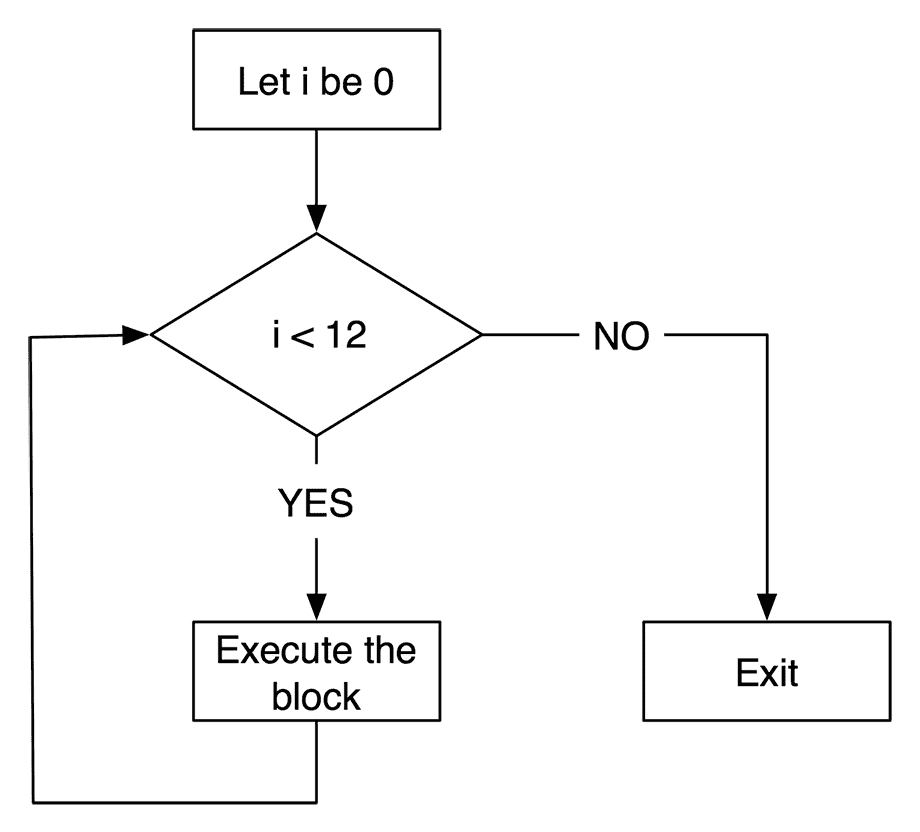 Let i be 0
i < 12
NO
YES
Execute the
block
Exit